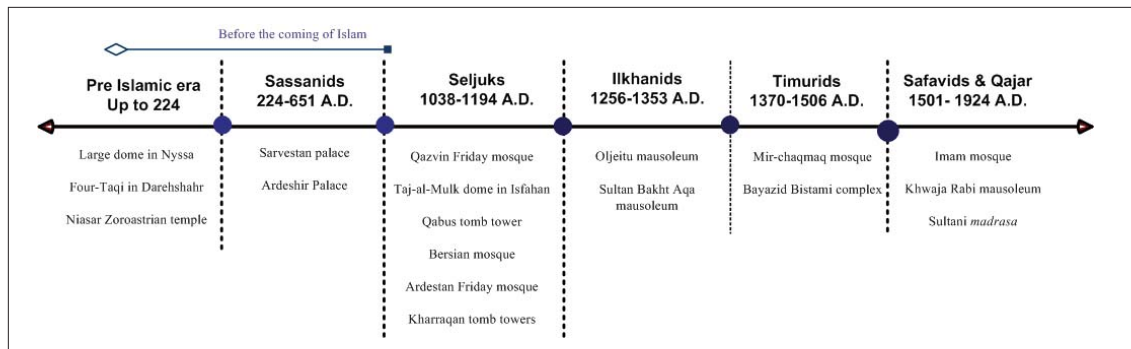 Before the coming of Islam
Pre Islamic era
Up to 224
Large dome in Nyssa
Four-Taqi in Darehshahr
Niasar Zoroastrian temple
Sassanids
224-651 A.D.
Sarvestan palace
Ardeshir Palace
Seljuks
1038-1194 A.D.
Qazvin Friday mosque
Taj-al-Mulk dome in Isfahan
Qabus tomb tower
Bersian mosque
Ardestan Friday mosque
Kharraqan tomb towers
Ilkhanids
1256-1353 A.D.
Oljeitu mausoleum
Sultan Bakht Aqa
mausoleum
Timurids
1370-1506 A.D.
Mir-chaqmaq mosque
Bayazid Bistami complex
Safavids & Qajar
1501- 1924 A.D.
Imam mosque
Khwaja Rabi mausoleum
Sultani madrasa